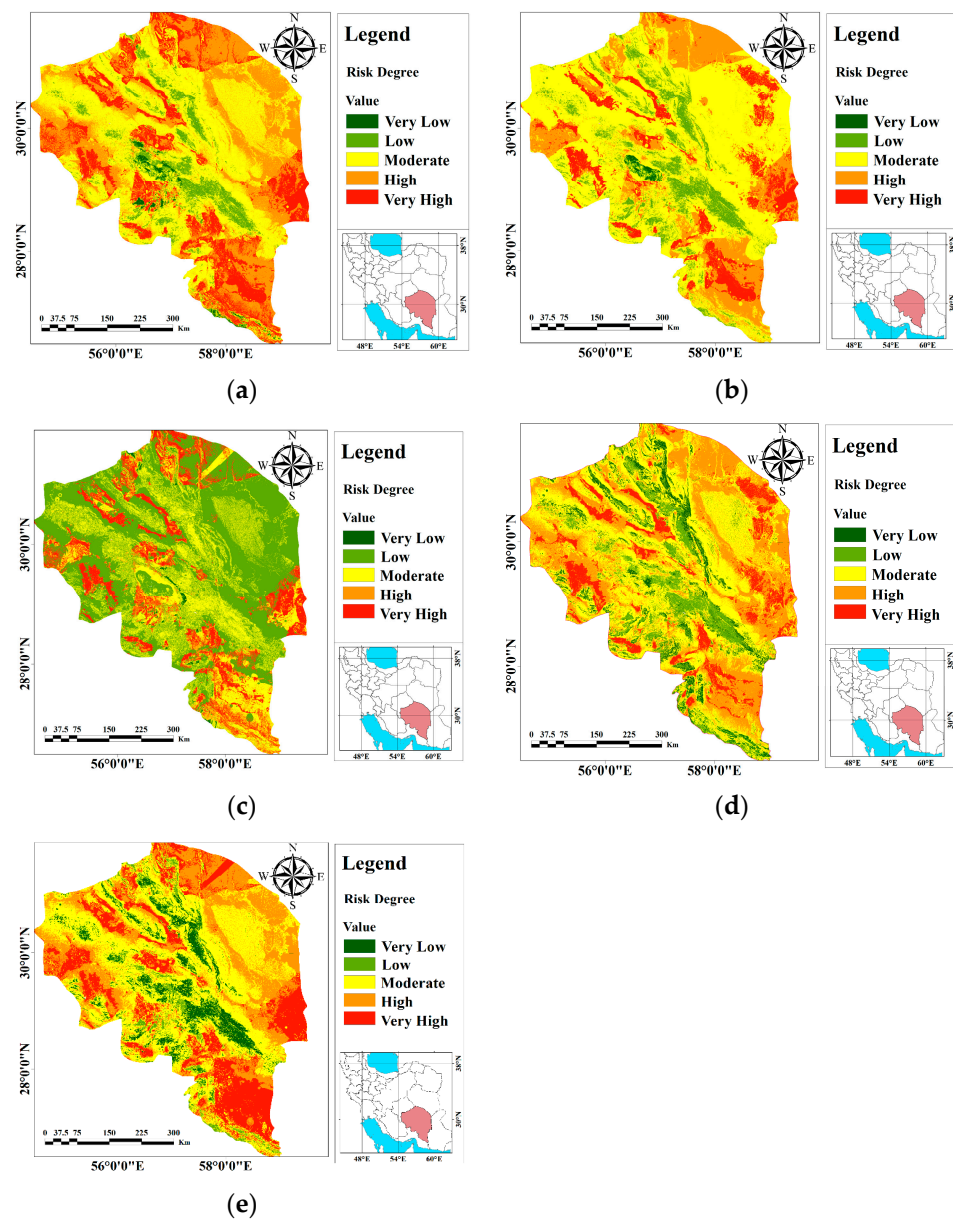 N
W E
S
Legend
Risk Degree
Value
Very Low
Low
Moderate
High
Very High
30°0'0"N
28°0'0"N
0 37.5 75 150 225 300
Km
38°N
30°N
48°E 54°E 60°E
56°0'0"E 58°0'0"E
(a)
N
W E
S
Legend
Risk Degree
Value
Very Low
Low
Moderate
High
Very High
30°0'0"N
28°0'0"N
0 37.5 75 150 225 300
Km
38°N
30°N
48°E 54°E 60°E
56°0'0"E 58°0'0"E
(b)
N
W E
S
Legend
Risk Degree
Value
Very Low
Low
Moderate
High
Very High
30°0'0"N
28°0'0"N
0 37.5 75 150 225 300
Km
38°N
30°N
48°E 54°E 60°E
56°0'0"E 58°0'0"E
(c)
N
W E
S
Legend
Risk Degree
Value
Very Low
Low
Moderate
High
Very High
30°0'0"N
28°0'0"N
0 37.5 75 150 225 300
Km
38°N
30°N
48°E 54°E 60°E
56°0'0"E 58°0'0"E
(d)
N
W E
S
Legend
Risk Degree
Value
Very Low
Low
Moderate
High
Very High
30°0'0"N
28°0'0"N
0 37.5 75 150 225 300
Km
38°N
30°N
48°E 54°E 60°E
56°0'0"E 58°0'0"E
(e)